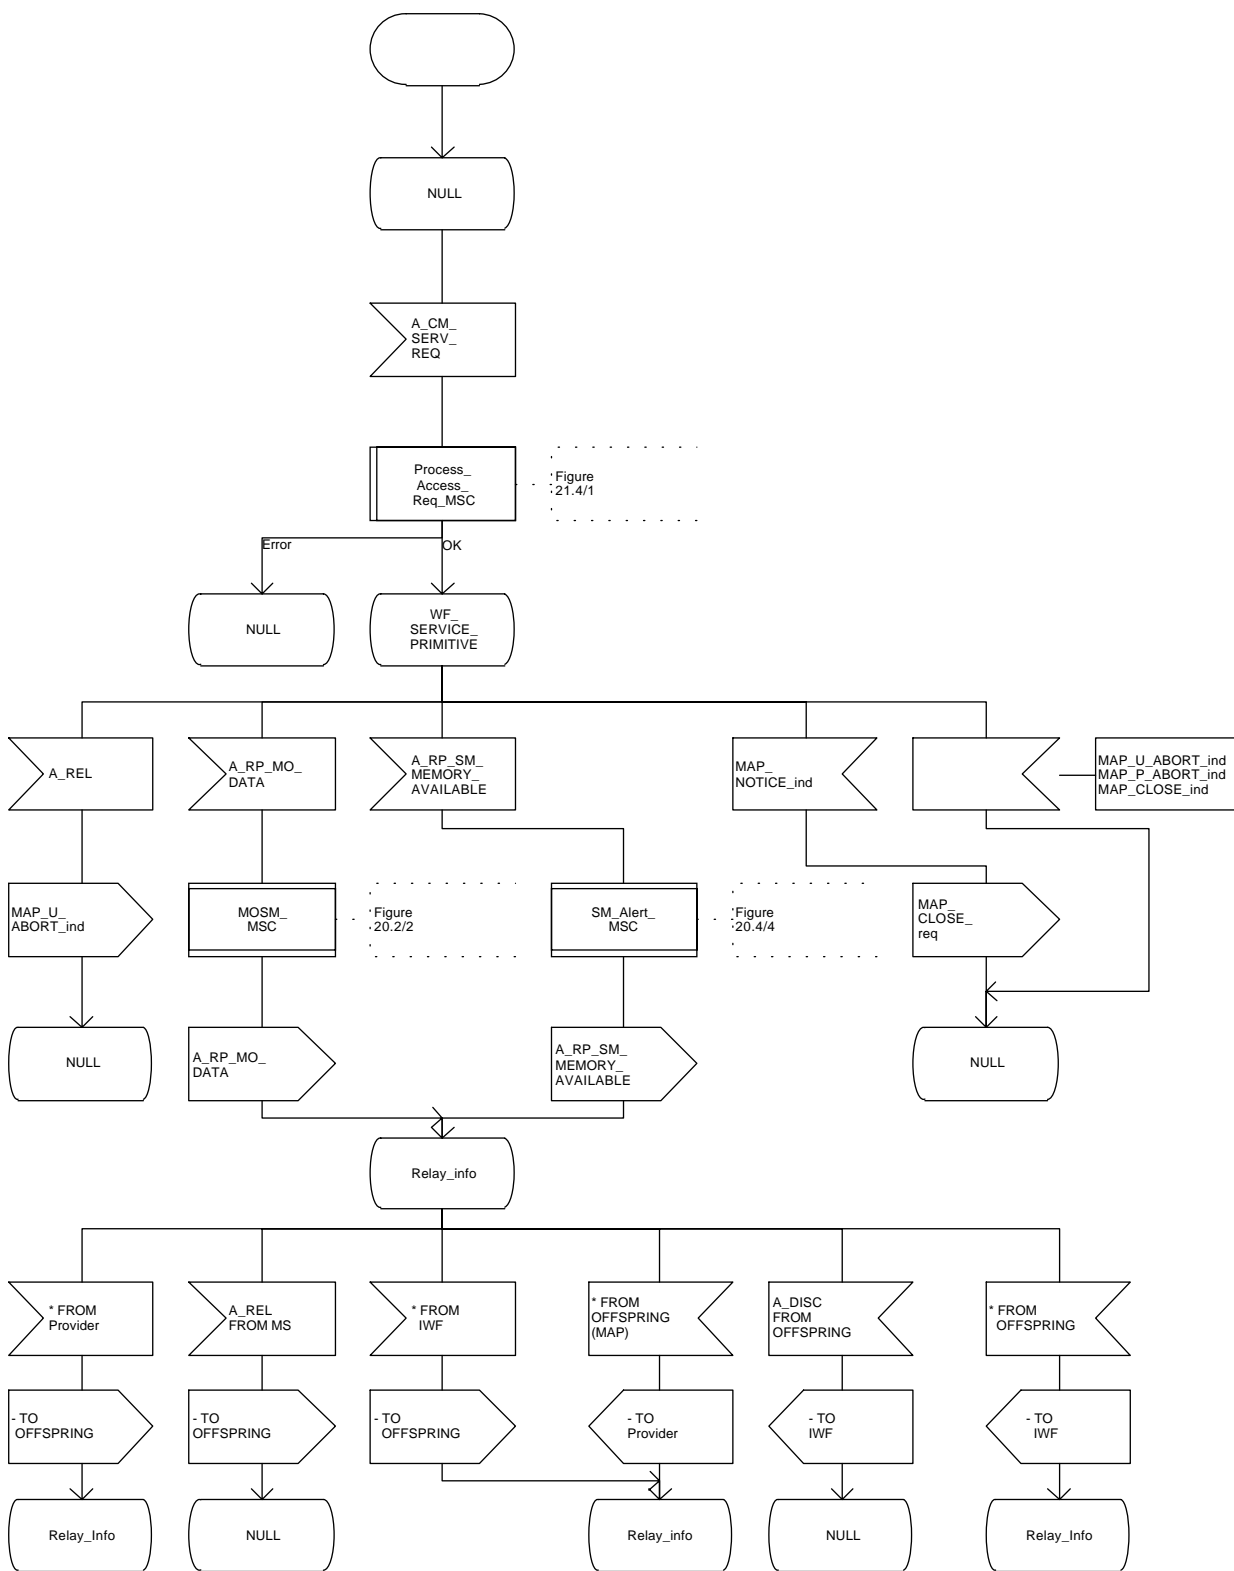 NULL
A_CM_
SERV_
REQ
Process_
Access_
Req_MSC
Figure
21.4/1
Error
OK
NULL
WF_
SERVICE_
PRIMITIVE
A_REL
A_RP_MO_
DATA
A_RP_SM_
MEMORY_
AVAILABLE
MAP_
NOTICE_ind
MAP_U_ABORT_ind
MAP_P_ABORT_ind
MAP_CLOSE_ind
MAP_U_
ABORT_ind
MOSM_
MSC
Figure
20.2/2
SM_Alert_
MSC
Figure
20.4/4
MAP_
CLOSE_
req
NULL
A_RP_MO_
DATA
A_RP_SM_
MEMORY_
AVAILABLE
NULL
Relay_info
* FROM
Provider
A_REL
FROM MS
* FROM
IWF
* FROM
OFFSPRING
(MAP)
A_DISC
FROM
OFFSPRING
* FROM
OFFSPRING
- TO
OFFSPRING
- TO
OFFSPRING
- TO
OFFSPRING
- TO
Provider
- TO
IWF
- TO
IWF
Relay_Info
NULL
Relay_info
NULL
Relay_Info